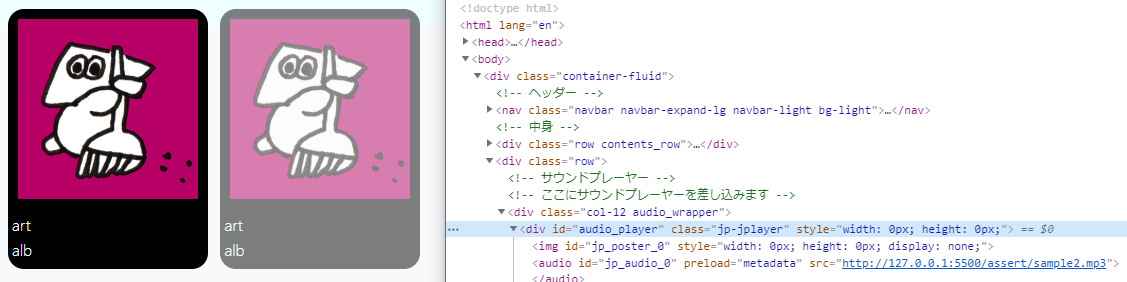 art
alb
art
alb
<!doctype html>
<html lang="en">
<head>…</head>
<body>
<div class="container-fluid">
<!-- ヘッダー -->
<nav class="navbar navbar-expand-lg navbar-light bg-light">…</nav>
<!-- 中身 -->
<div class="row contents_row">…</div>
<div class="row">
<!-- サウンドプレーヤー -->
<!-- ここにサウンドプレーヤーを差し込みます -->
<div class="col-12 audio_wrapper">
<div id="audio_player" class="jp-jplayer" style="width: 0px; height: 0px;"> == $0
<img id="jp_poster_0" style="width: 0px; height: 0px; display: none;">
<audio id="jp_audio_0" preload="metadata" src="http://127.0.0.1:5500/assert/sample2.mp3">
</audio>